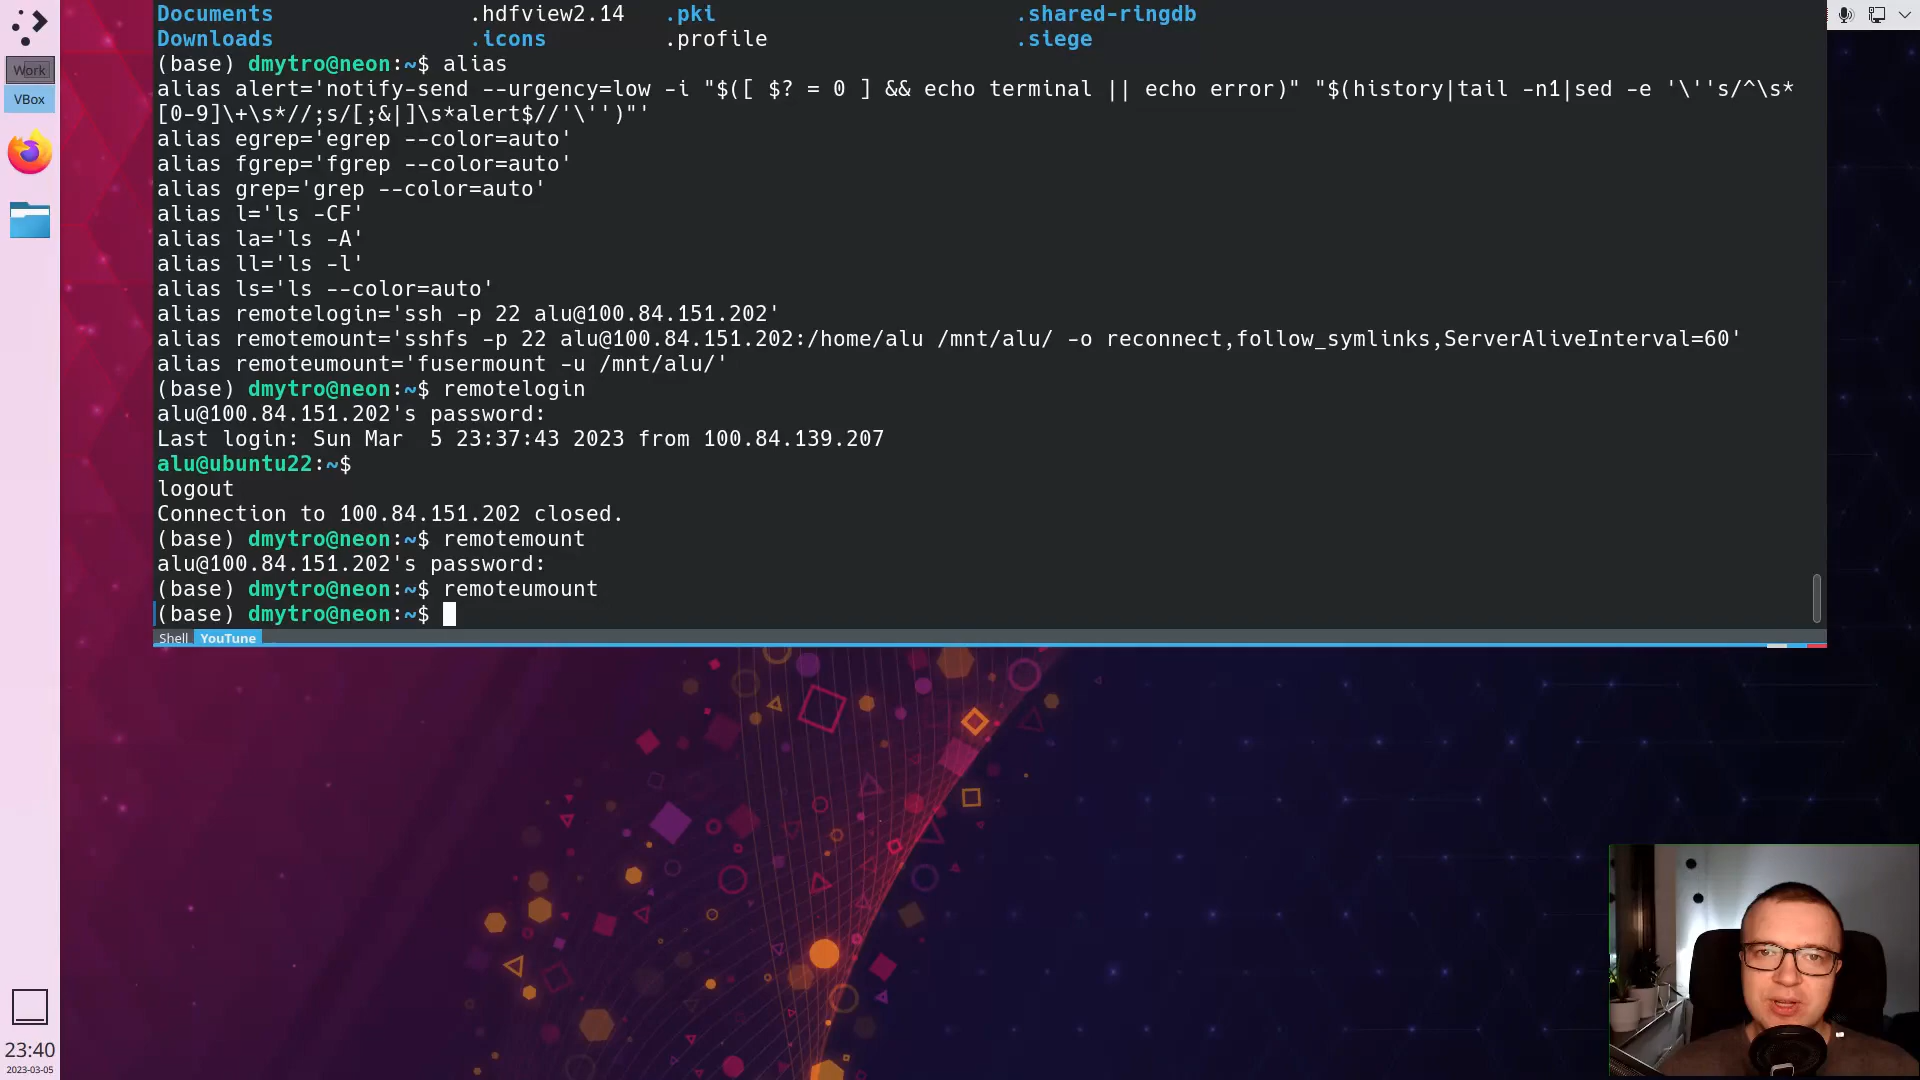 Documents .hdfview2.14 .pki .shared-ringdb
Downloads .icons .profile .siege
(base) dmytro@neon:~$ alias
alias alert='notify-send --urgency=low -i "$([ $? = 0 ] && echo terminal || echo error)" "$(history|tail -n1|sed -e '\''s/^\s*
[0-9]\+\s*//;s/[;&|]\s*alert$//'\'')"'
alias egrep='egrep --color=auto'
alias fgrep='fgrep --color=auto'
alias grep='grep --color=auto'
alias l='ls -CF'
alias la='ls -A'
alias ll='ls -l'
alias ls='ls --color=auto'
alias remotelogin='ssh -p 22 alu@100.84.151.202'
alias remotemount='sshfs -p 22 alu@100.84.151.202:/home/alu /mnt/alu/ -o reconnect,follow_symlinks,ServerAliveInterval=60'
alias remoteumount='fusermount -u /mnt/alu/'
(base) dmytro@neon:~$ remotelogin
alu@100.84.151.202's password:
Last login: Sun Mar  5 23:37:43 2023 from 100.84.139.207
alu@ubuntu22:~$
logout
Connection to 100.84.151.202 closed.
(base) dmytro@neon:~$ remotemount
alu@100.84.151.202's password:
(base) dmytro@neon:~$ remoteumount
(base) dmytro@neon:~$
Shell YouTune
Work
VBox
23:40
2023-03-05